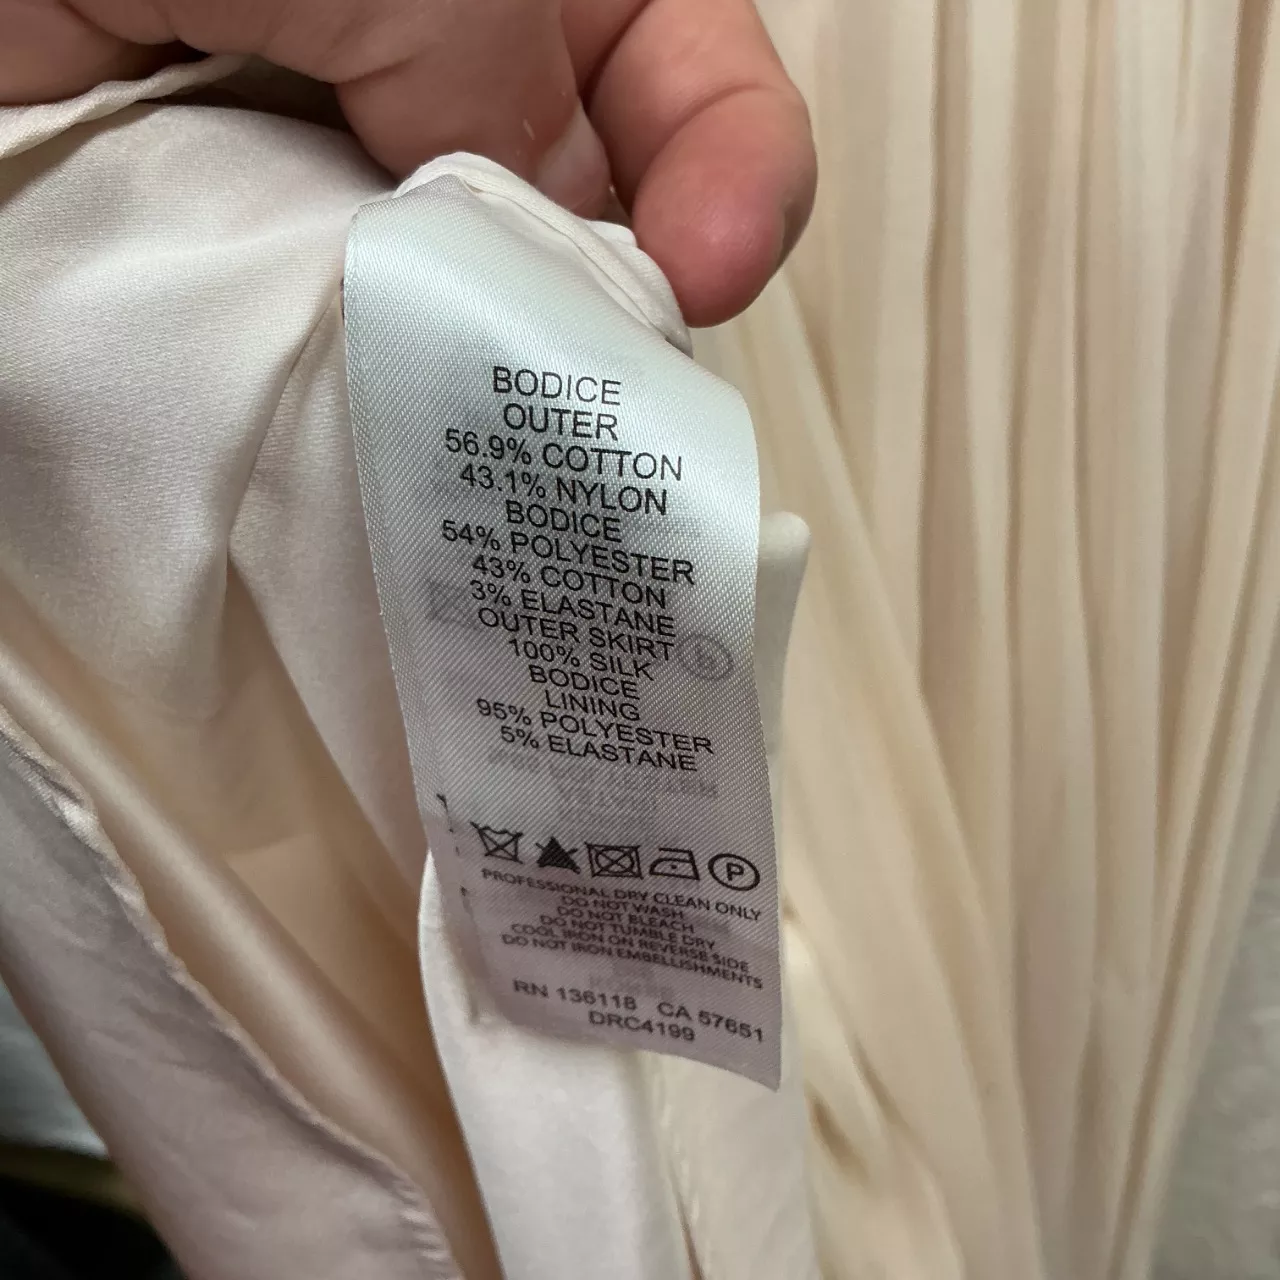 BODICE
OUTER
56.9% COTTON
43.1% NYLON
BODICE
54% POLYESTER
43% COTTON
3% ELASTANE
OUTER SKIRT
100% SILK
BODICE
LINING
95% POLYESTER
5% ELASTANE
P
PROFESSIONAL DRY CLEAN ONLY
DO NOT WASH
DO NOT BLEACH
DO NOT TUMBLE DRY
COOL IRON ON REVERSE SIDE
DO NOT IRON EMBELLISHMENTS
RN 136118 CA 57651
DRC4199